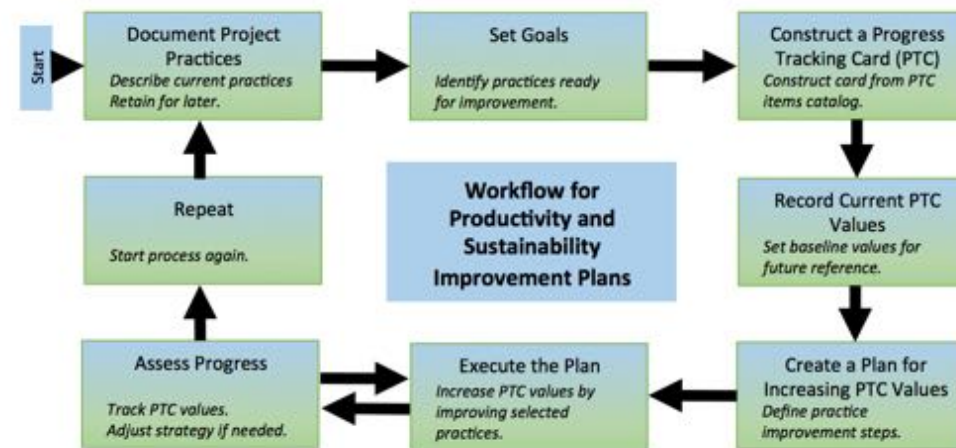 Start
Document Project
Practices
Describe current practices
Retain for later.
Set Goals
Identify practices ready
for improvement.
Construct a Progress
Tracking Card (PTC)
Construct card from PTC
items catalog.
Repeat
Start process again.
Workflow for
Productivity and
Sustainability
Improvement Plans
Record Current PTC
Values
Set baseline values for
future reference.
Assess Progress
Track PTC values.
Adjust strategy if needed.
Execute the Plan
Increase PTC values by
improving selected
practices.
Create a Plan for
Increasing PTC Values
Define practice
improvement steps.